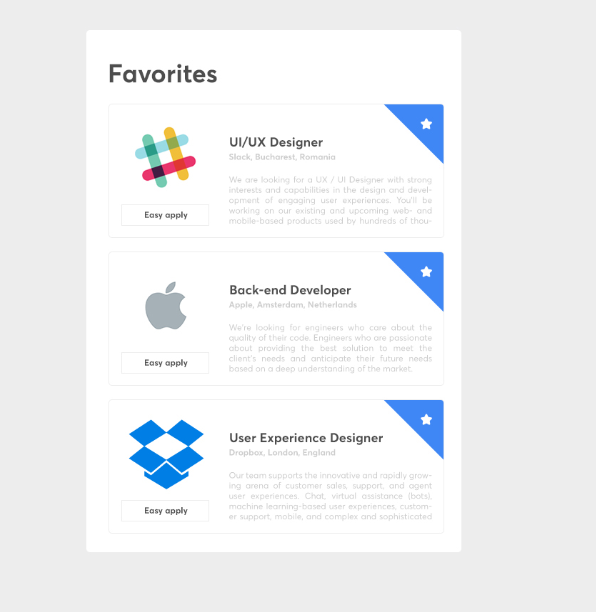 Favorites
UI/UX Designer
Slack, Bucharest, Romania
We are looking for a UX / UI Designer with strong
interests and capabilities in the design and devel-
opment of engaging user experiences. You'll be
working on our existing and upcoming web- and
mobile-based products used by hundreds of thou-
Easy apply
Back-end Developer
Apple, Amsterdam, Netherlands
We're looking for engineers who care about the
quality of their code. Engineers who are passionate
about providing the best solution to meet the
client's needs and anticipate their future needs
based on a deep understanding of the market.
Easy apply
User Experience Designer
Dropbox, London, England
Our team supports the innovative and rapidly grow-
ing arena of customer sales, support, and agent
user experiences. Chat, virtual assistance (bots),
machine learning-based user experiences, custom-
er support, mobile, and complex and sophisticated
Easy apply